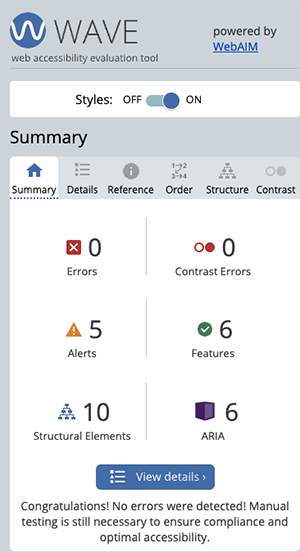 WAVE
web accessibility evaluation tool
powered by
WebAIM
Styles: OFF ON
Summary
Summary Details Reference Order Structure Contrast
0
Errors
0
Contrast Errors
5
Alerts
6
Features
10
Structural Elements
6
ARIA
View details ›
Congratulations! No errors were detected! Manual
testing is still necessary to ensure compliance and
optimal accessibility.